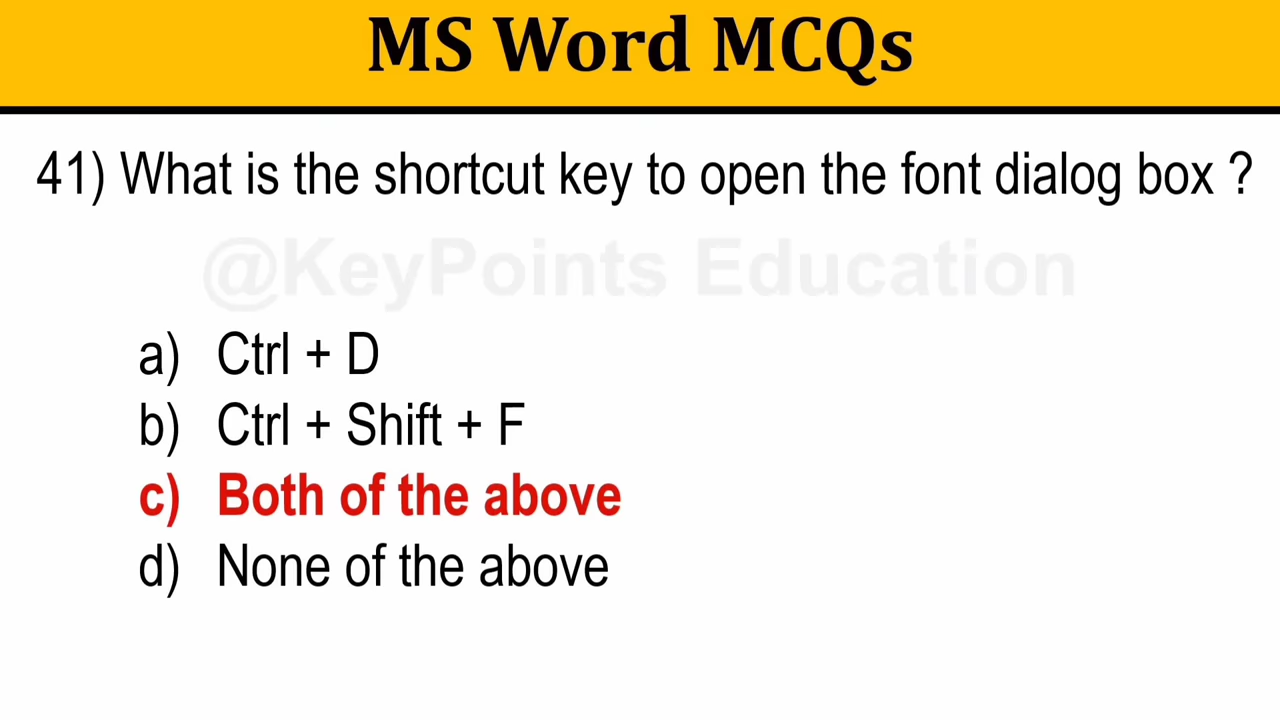 MS Word MCQs
41) What is the shortcut key to open the font dialog box ?
@KeyPoints Education
a) Ctrl + D
b) Ctrl + Shift + F
c) Both of the above
d) None of the above